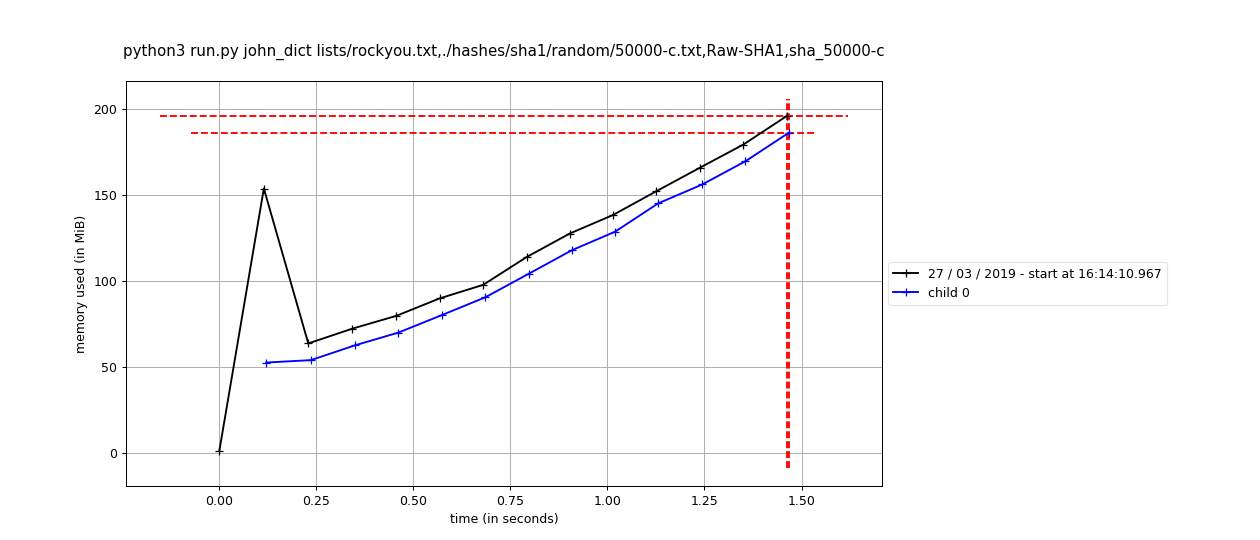 python3 run.py john_dict lists/rockyou.txt,./hashes/sha1/random/50000-c.txt,Raw-SHA1,sha_50000-c
200
150
100
50
0
memory used (in MiB)
0.00 0.25 0.50 0.75 1.00 1.25 1.50
time (in seconds)
27 / 03 / 2019 - start at 16:14:10.967
child 0